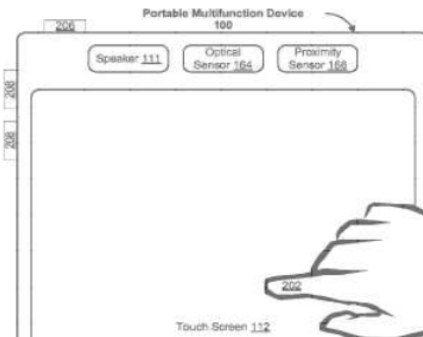 Portable Multifunction Device
100
206
Speaker 111
Optical
Sensor 164
Proximity
Sensor 166
208
208
202
Touch Screen 112